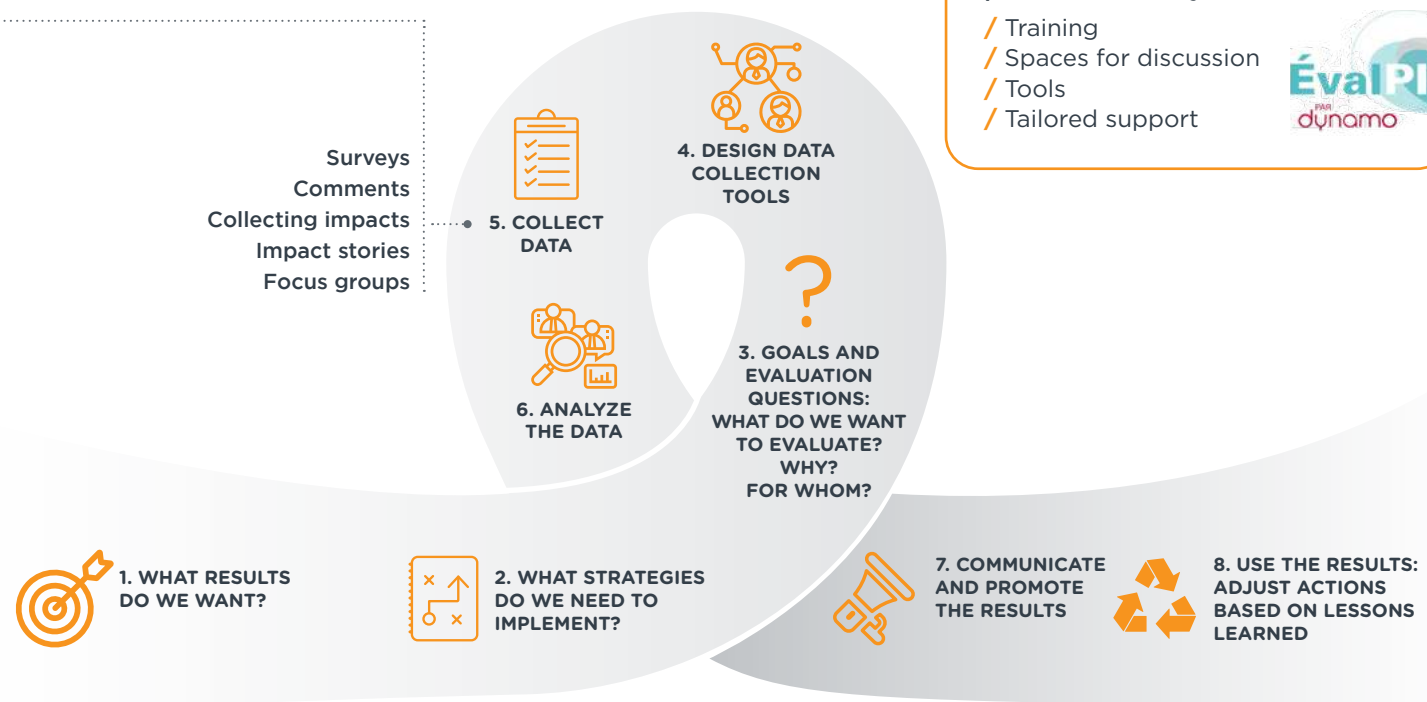 / Training
/ Spaces for discussion
/ Tools
/ Tailored support
ÉvalPI
PAR
dynamo
Surveys
Comments
Collecting impacts
Impact stories
Focus groups
4. DESIGN DATA
COLLECTION
TOOLS
5. COLLECT
DATA
?
3. GOALS AND
EVALUATION
QUESTIONS:
WHAT DO WE WANT
TO EVALUATE?
WHY?
FOR WHOM?
6. ANALYZE
THE DATA
1. WHAT RESULTS
DO WE WANT?
2. WHAT STRATEGIES
DO WE NEED TO
IMPLEMENT?
7. COMMUNICATE
AND PROMOTE
THE RESULTS
8. USE THE RESULTS:
ADJUST ACTIONS
BASED ON LESSONS
LEARNED